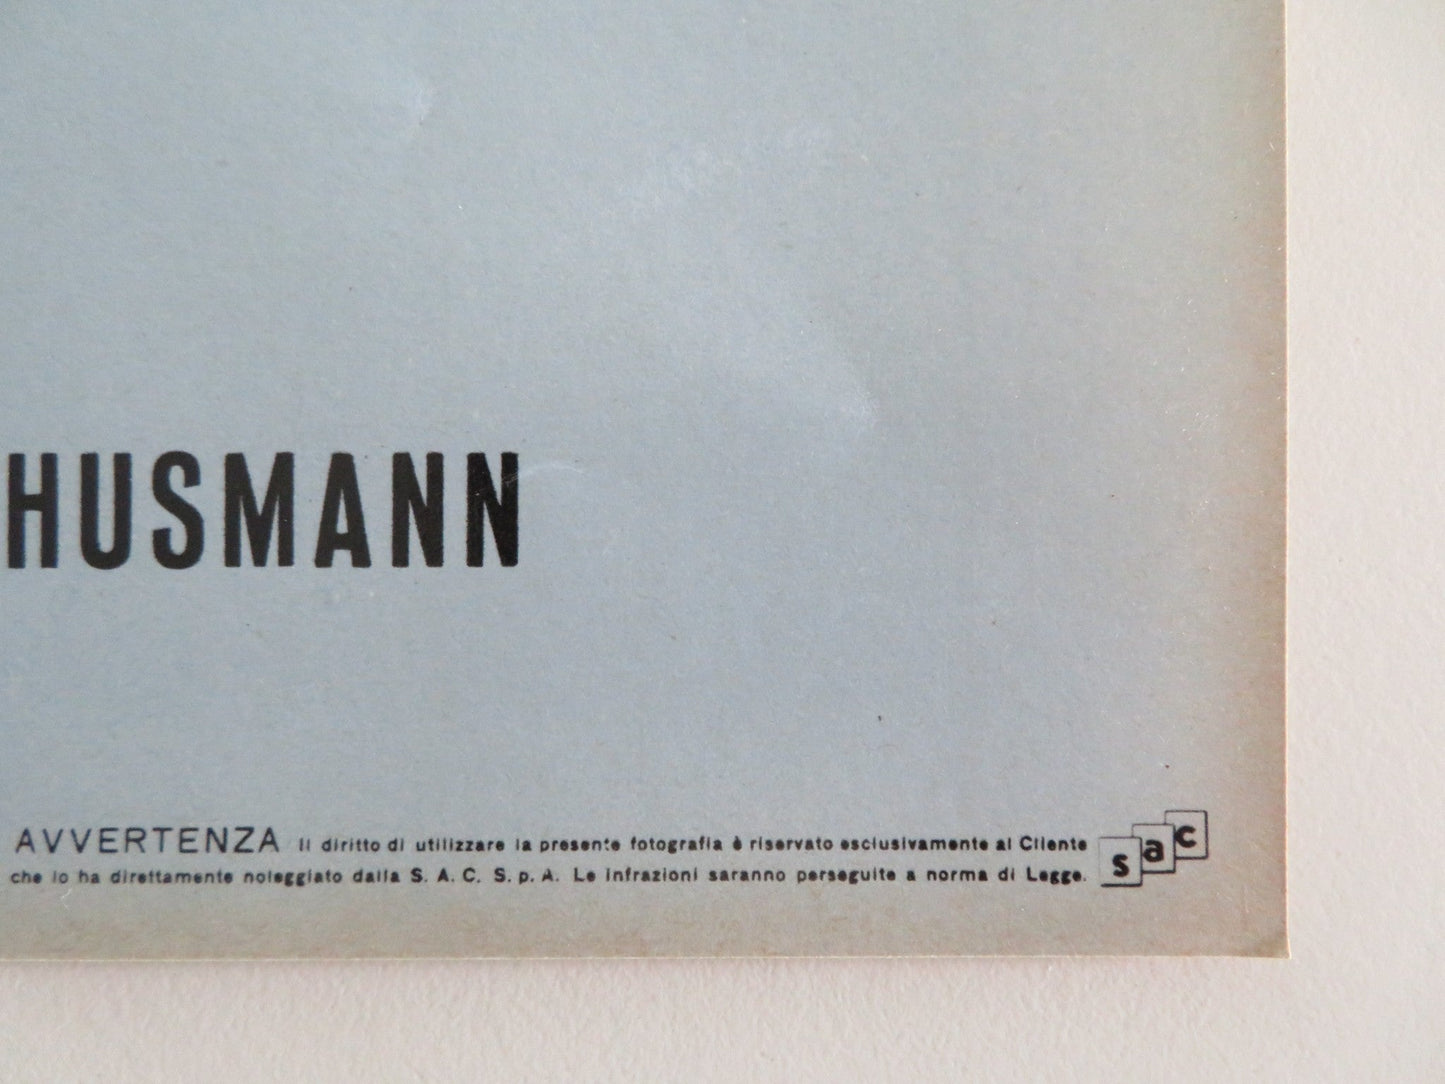 HUSMANN
AVVERTENZA Il diritto di utilizzare la presente fotografia è riservato esclusivamente al Cliente
che lo ha direttamente noleggiato dalla S. A. C. S. p. A. Le infrazioni saranno perseguite a norma di Legge.
sac